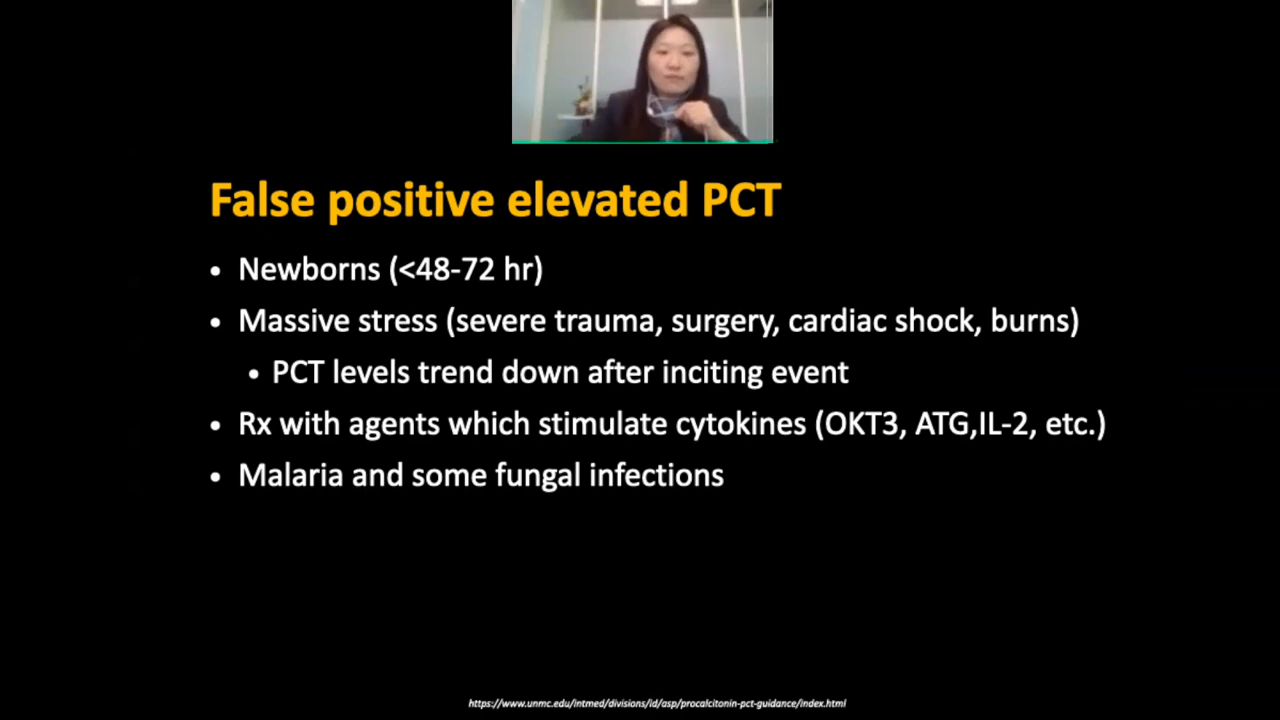 False positive elevated PCT
• Newborns (<48-72 hr)
• Massive stress (severe trauma, surgery, cardiac shock, burns)
• PCT levels trend down after inciting event
• Rx with agents which stimulate cytokines (OKT3, ATG,IL-2, etc.)
• Malaria and some fungal infections
https://www.unmc.edu/intmed/divisions/id/asp/procalcitonin-pct-guidance/index.html